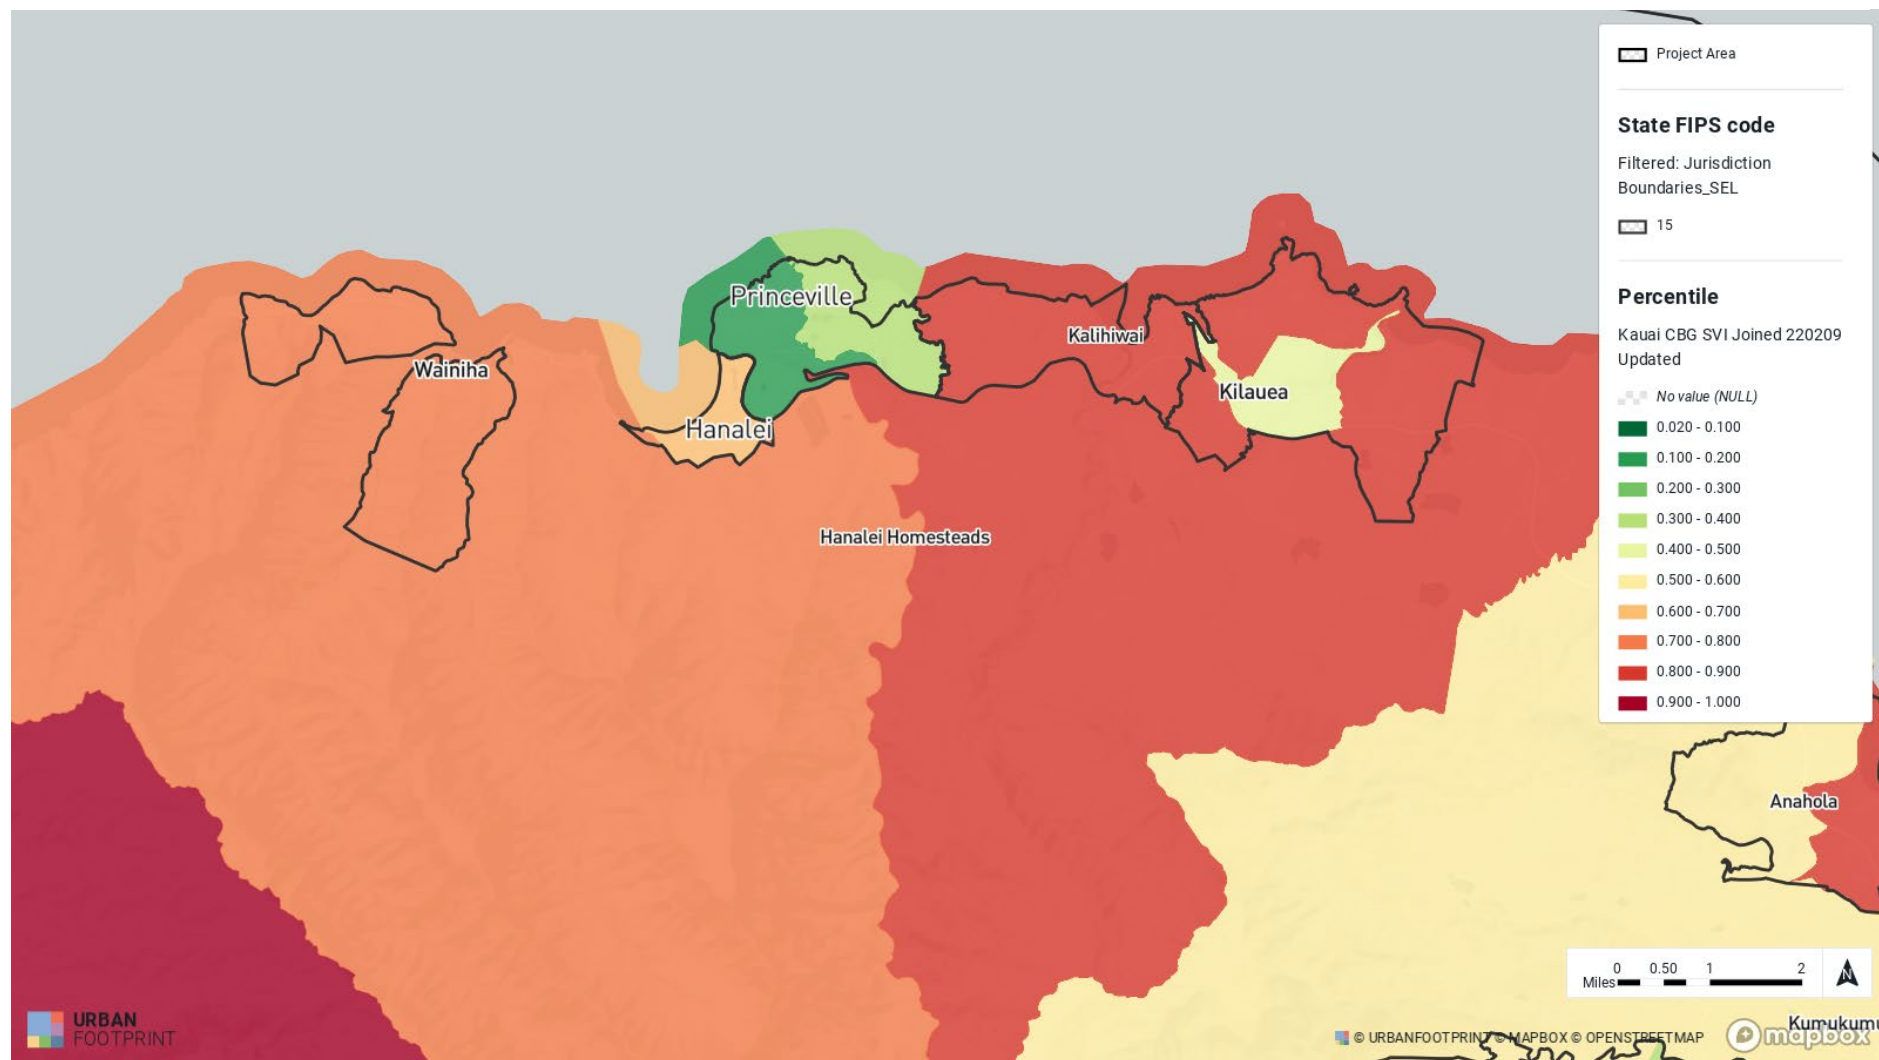 Project Area
State FIPS code
Filtered: Jurisdiction
Boundaries_SEL
15
Percentile
Kauai CBG SVI Joined 220209
Updated
No value (NULL)
0.020 - 0.100
0.100 - 0.200
0.200 - 0.300
0.300 - 0.400
0.400 - 0.500
0.500 - 0.600
0.600 - 0.700
0.700 - 0.800
0.800 - 0.900
0.900 - 1.000
Princeville
Kalihiwai
Wainiha
Kilauea
Hanalei
Hanalei Homesteads
Anahola
0 0.50 1 2
Miles
N
URBAN
FOOTPRINT
Kumukumu
© URBANFOOTPRINT © MAPBOX © OPENSTREETMAP
mapbox